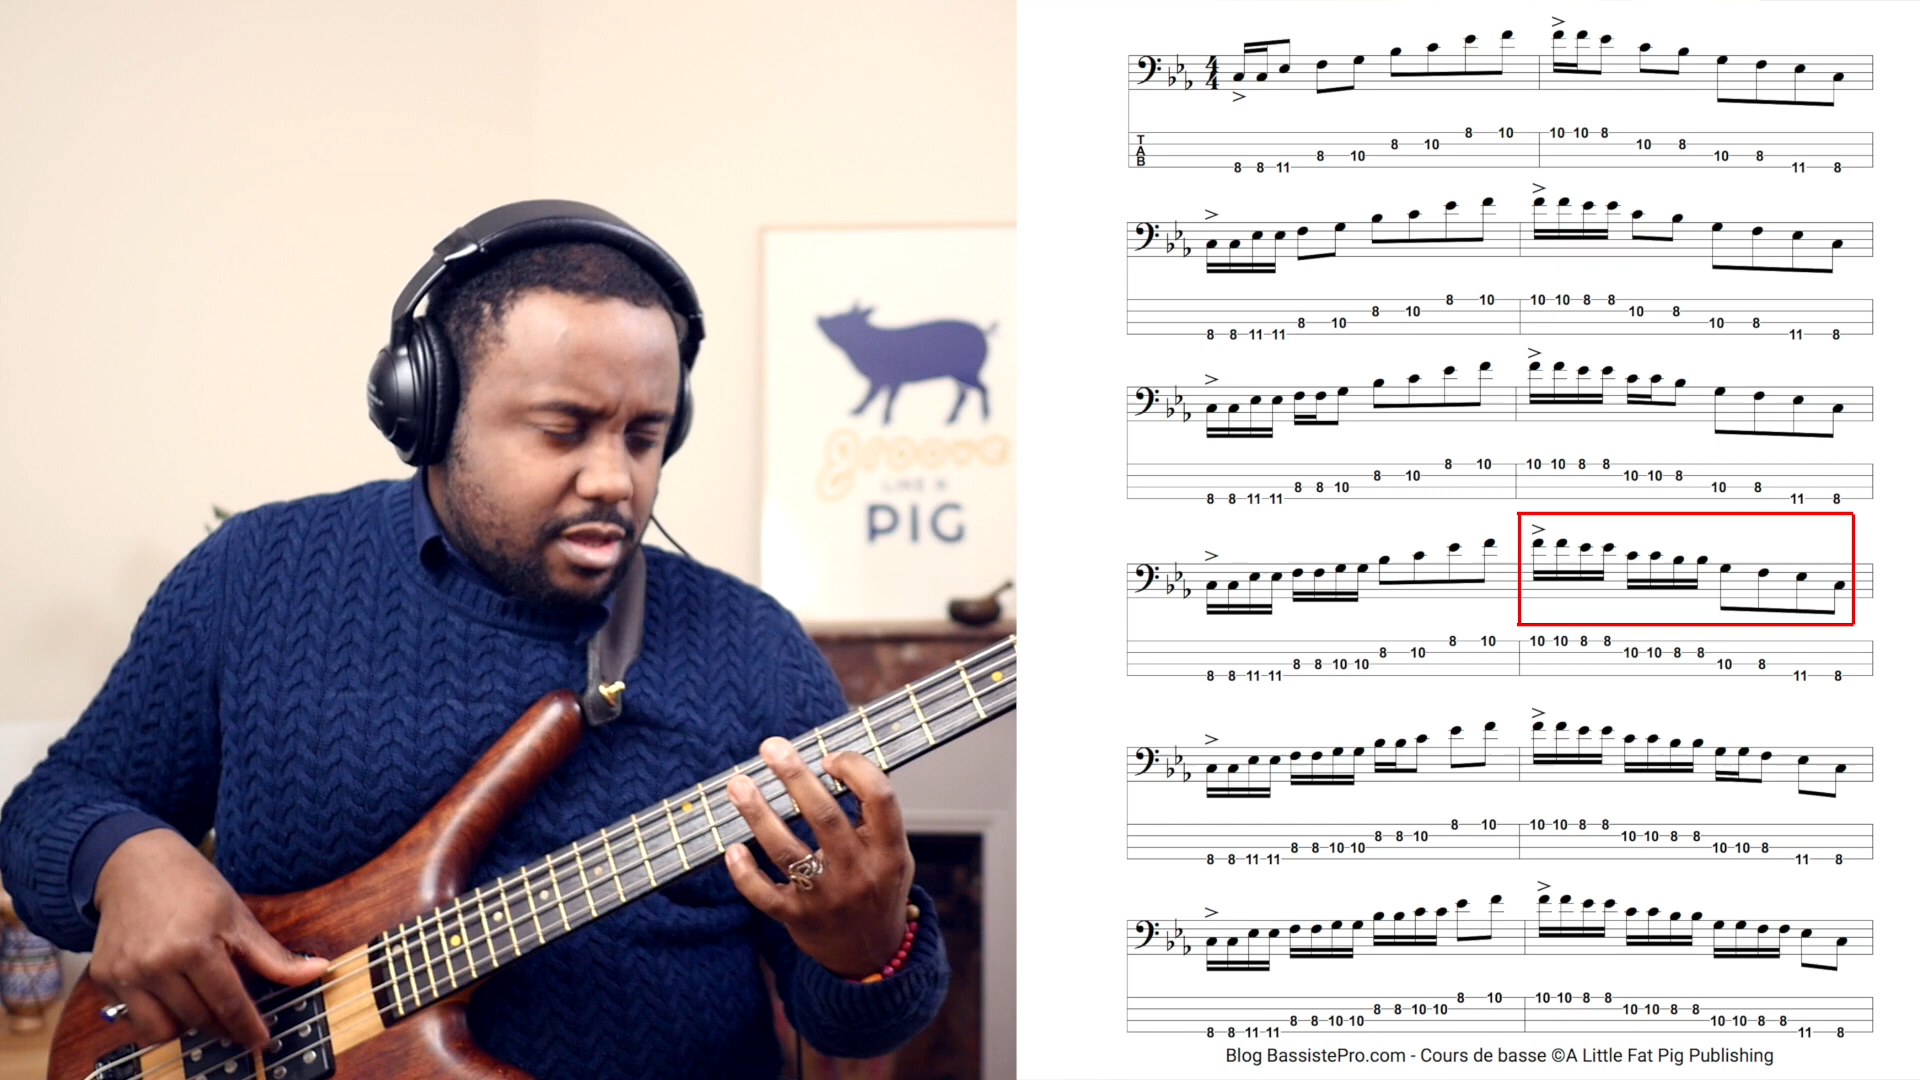 groove
LIKE A
PIG
4
4
T
A
B
8 8 11 8 10 8 10 8 10 10 10 8 10 8 10 8 11 8
8 8 11 11 8 10 8 10 8 10 10 10 8 8 10 8 10 8 11 8
8 8 11 11 8 8 10 8 10 8 10 10 10 8 8 10 10 8 10 8 11 8
8 8 11 11 8 8 10 10 8 10 8 10 10 10 8 8 10 10 8 8 10 8 11 8
8 8 11 11 8 8 10 10 8 8 10 8 10 10 10 8 8 10 10 8 8 10 10 8 11 8
8 8 11 11 8 8 10 10 8 8 10 10 8 10 10 10 8 8 10 10 8 8 10 10 8 8 11 8
Blog BassistePro.com - Cours de basse ©A Little Fat Pig Publishing